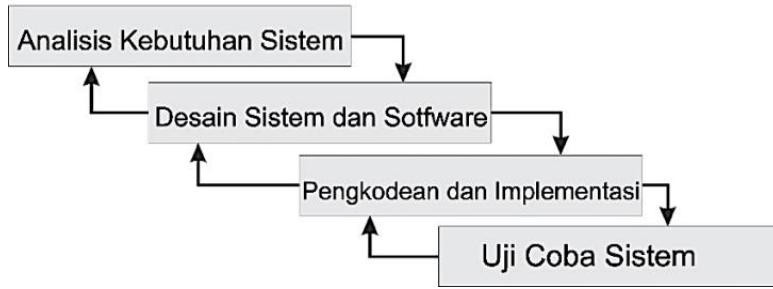 Analisis Kebutuhan Sistem
Desain Sistem dan Sotfware
Pengkodean dan Implementasi
Uji Coba Sistem